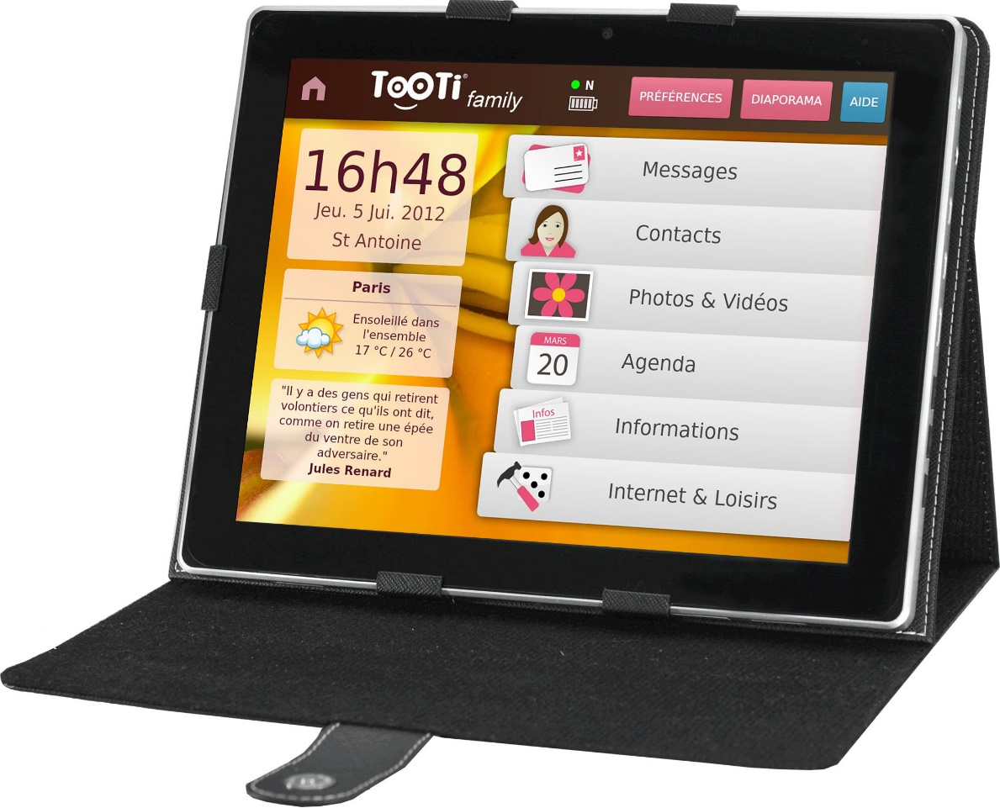 TOOTi® family
N
PRÉFÉRENCES
DIAPORAMA
AIDE
16h48
Jeu. 5 Jui. 2012
St Antoine
Paris
Ensoleillé dans
l'ensemble
17 °C / 26 °C
"Il y a des gens qui retirent
volontiers ce qu'ils ont dit,
comme on retire une épée
du ventre de son
adversaire."
Jules Renard
Messages
Contacts
Photos & Vidéos
MARS
20
Agenda
Infos
Informations
Internet & Loisirs